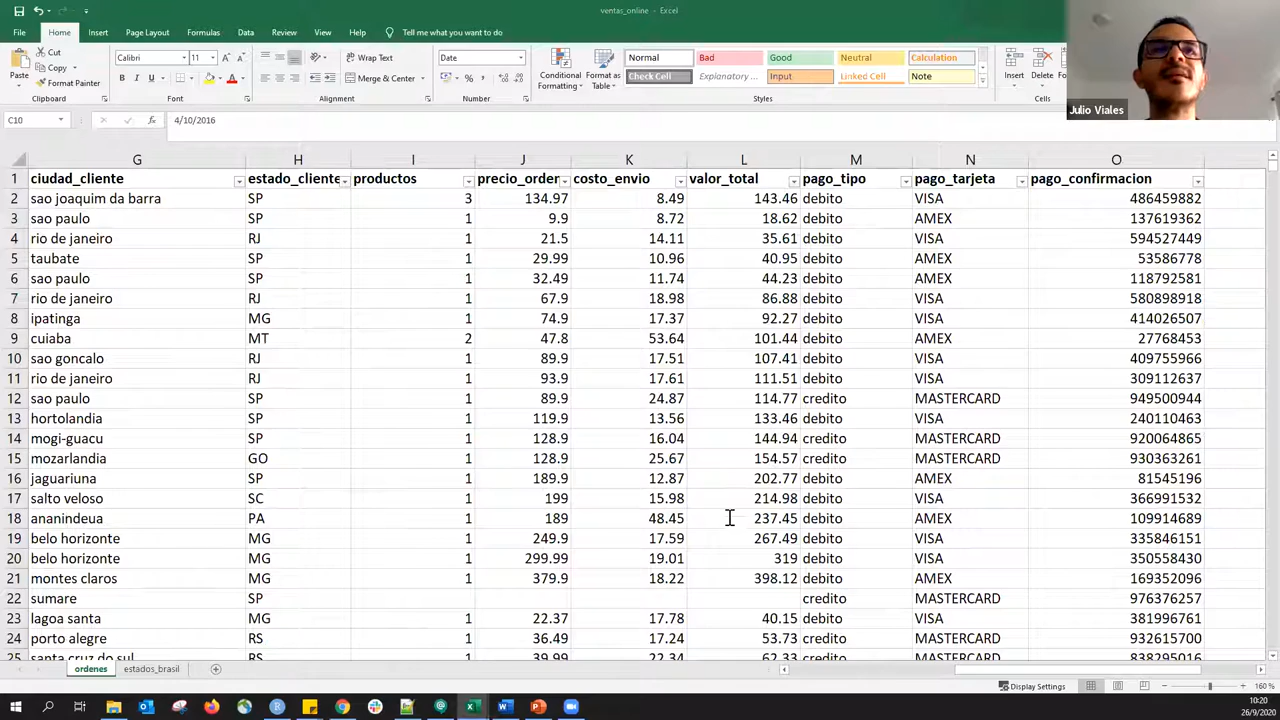 ventas_online - Excel
File Home Insert Page Layout Formulas Data Review View Help Tell me what you want to do
Paste Cut Copy Format Painter Clipboard
Calibri 11 B I U A Font
Wrap Text Merge & Center Alignment
Date % Number
Conditional Formatting Format as Table
Normal Bad Good Neutral Calculation
Check Cell Explanatory ... Input Linked Cell Note
Styles
Insert Delete Cells
Julio Viales
C10 fx 4/10/2016
G H I J K L M N O
1 ciudad_cliente estado_cliente productos precio_orden costo_envio valor_total pago_tipo pago_tarjeta pago_confirmacion
2 sao joaquim da barra SP 3 134.97 8.49 143.46 debito VISA 486459882
3 sao paulo SP 1 9.9 8.72 18.62 debito AMEX 137619362
4 rio de janeiro RJ 1 21.5 14.11 35.61 debito VISA 594527449
5 taubate SP 1 29.99 10.96 40.95 debito AMEX 53586778
6 sao paulo SP 1 32.49 11.74 44.23 debito AMEX 118792581
7 rio de janeiro RJ 1 67.9 18.98 86.88 debito VISA 580898918
8 ipatinga MG 1 74.9 17.37 92.27 debito VISA 414026507
9 cuiaba MT 2 47.8 53.64 101.44 debito AMEX 27768453
10 sao goncalo RJ 1 89.9 17.51 107.41 debito VISA 409755966
11 rio de janeiro RJ 1 93.9 17.61 111.51 debito VISA 309112637
12 sao paulo SP 1 89.9 24.87 114.77 credito MASTERCARD 949500944
13 hortolandia SP 1 119.9 13.56 133.46 debito VISA 240110463
14 mogi-guacu SP 1 128.9 16.04 144.94 credito MASTERCARD 920064865
15 mozarlandia GO 1 128.9 25.67 154.57 credito MASTERCARD 930363261
16 jaguariuna SP 1 189.9 12.87 202.77 debito AMEX 81545196
17 salto veloso SC 1 199 15.98 214.98 debito VISA 366991532
18 ananindeua PA 1 189 48.45 237.45 debito AMEX 109914689
19 belo horizonte MG 1 249.9 17.59 267.49 debito VISA 335846151
20 belo horizonte MG 1 299.99 19.01 319 debito VISA 350558430
21 montes claros MG 1 379.9 18.22 398.12 debito AMEX 169352096
22 sumare SP credito MASTERCARD 976376257
23 lagoa santa MG 1 22.37 17.78 40.15 debito VISA 381996761
24 porto alegre RS 1 36.49 17.24 53.73 credito MASTERCARD 932615700
25 santa cruz do sul RS 1 39.99 22.34 62.33 credito MASTERCARD 838295016
ordenes estados_brasil
Display Settings 160 %
10:20
26/9/2020